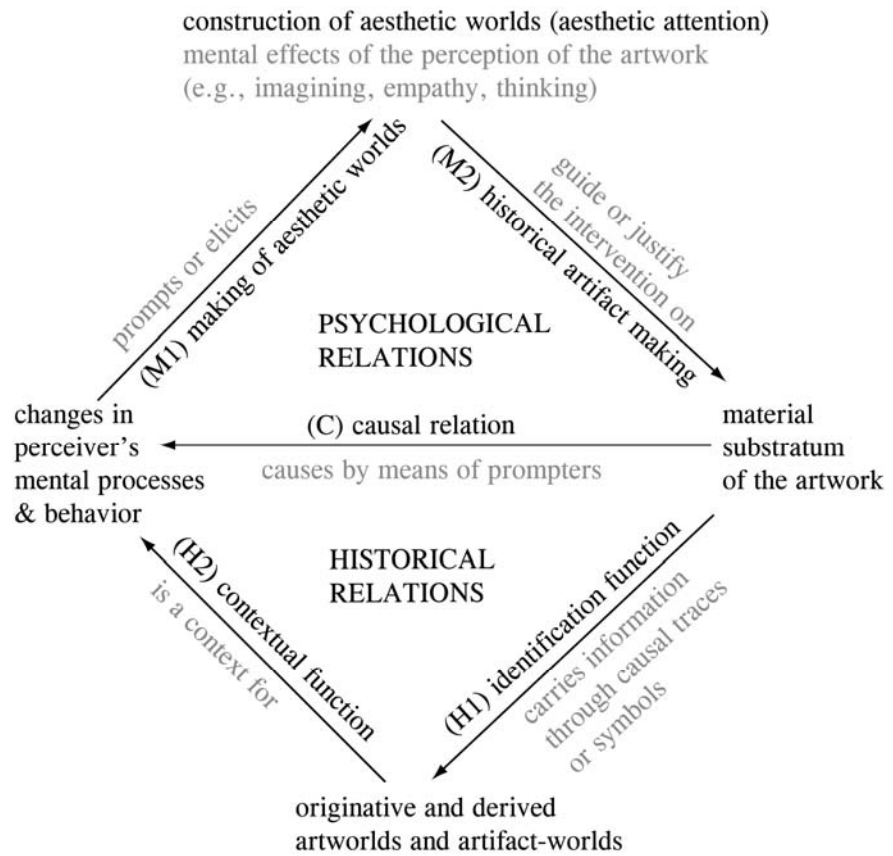 construction of aesthetic worlds (aesthetic attention)
mental effects of the perception of the artwork
(e.g., imagining, empathy, thinking)
prompts or elicits
(M1) making of aesthetic worlds
(M2) historical artifact making
guide or justify
the intervention on
PSYCHOLOGICAL
RELATIONS
changes in
perceiver's
mental processes
& behavior
(C) causal relation
causes by means of prompters
material
substratum
of the artwork
HISTORICAL
RELATIONS
(H2) contextual function
is a context for
(H1) identification function
carries information
through causal traces
or symbols
originative and derived
artworlds and artifact-worlds